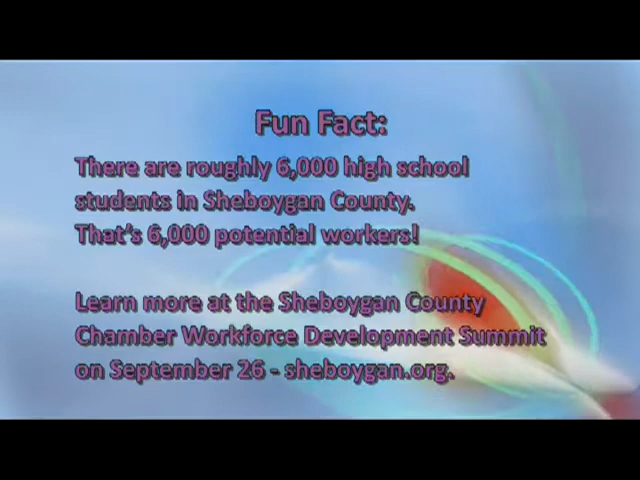 Fun Fact:
There are roughly 6,000 high school
students in Sheboygan County.
That's 6,000 potential workers!
Learn more at the Sheboygan County
Chamber Workforce Development Summit
on September 26 - sheboygan.org.